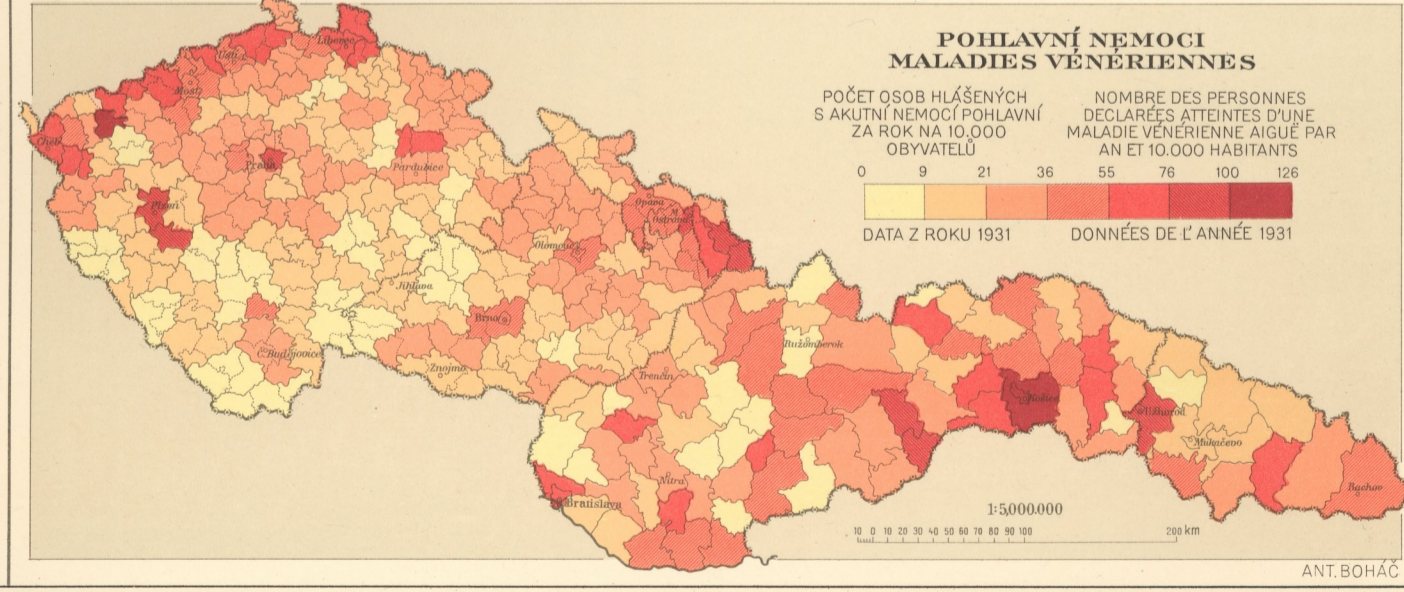 POHLAVNÍ NEMOCI
MALADIES VÉNÉRIENNES
POČET OSOB HLÁŠENÝCH
S AKUTNÍ NEMOCÍ POHLAVNÍ
ZA ROK NA 10.000
OBYVATELŮ
NOMBRE DES PERSONNES
DECLARÉES ATTEINTES D'UNE
MALADIE VÉNÉRIENNE AIGUË PAR
AN ET 10.000 HABITANTS
0 9 21 36 55 76 100 126
DATA Z ROKU 1931
DONNÉES DE L' ANNÉE 1931
Liberec
Ústí
Most
Cheb
Praha
Pardubice
Plzeň
Opava
M. Ostrava
Olomouc
Jihlava
Brno
Č. Budějovice
Znojmo
Ružomberok
Trenčín
Košice
Užhorod
Mukačevo
Nitra
Bratislava
Rachov
1:5,000.000
10 0 10 20 30 40 50 60 70 80 90 100 200 km
ANT. BOHÁČ